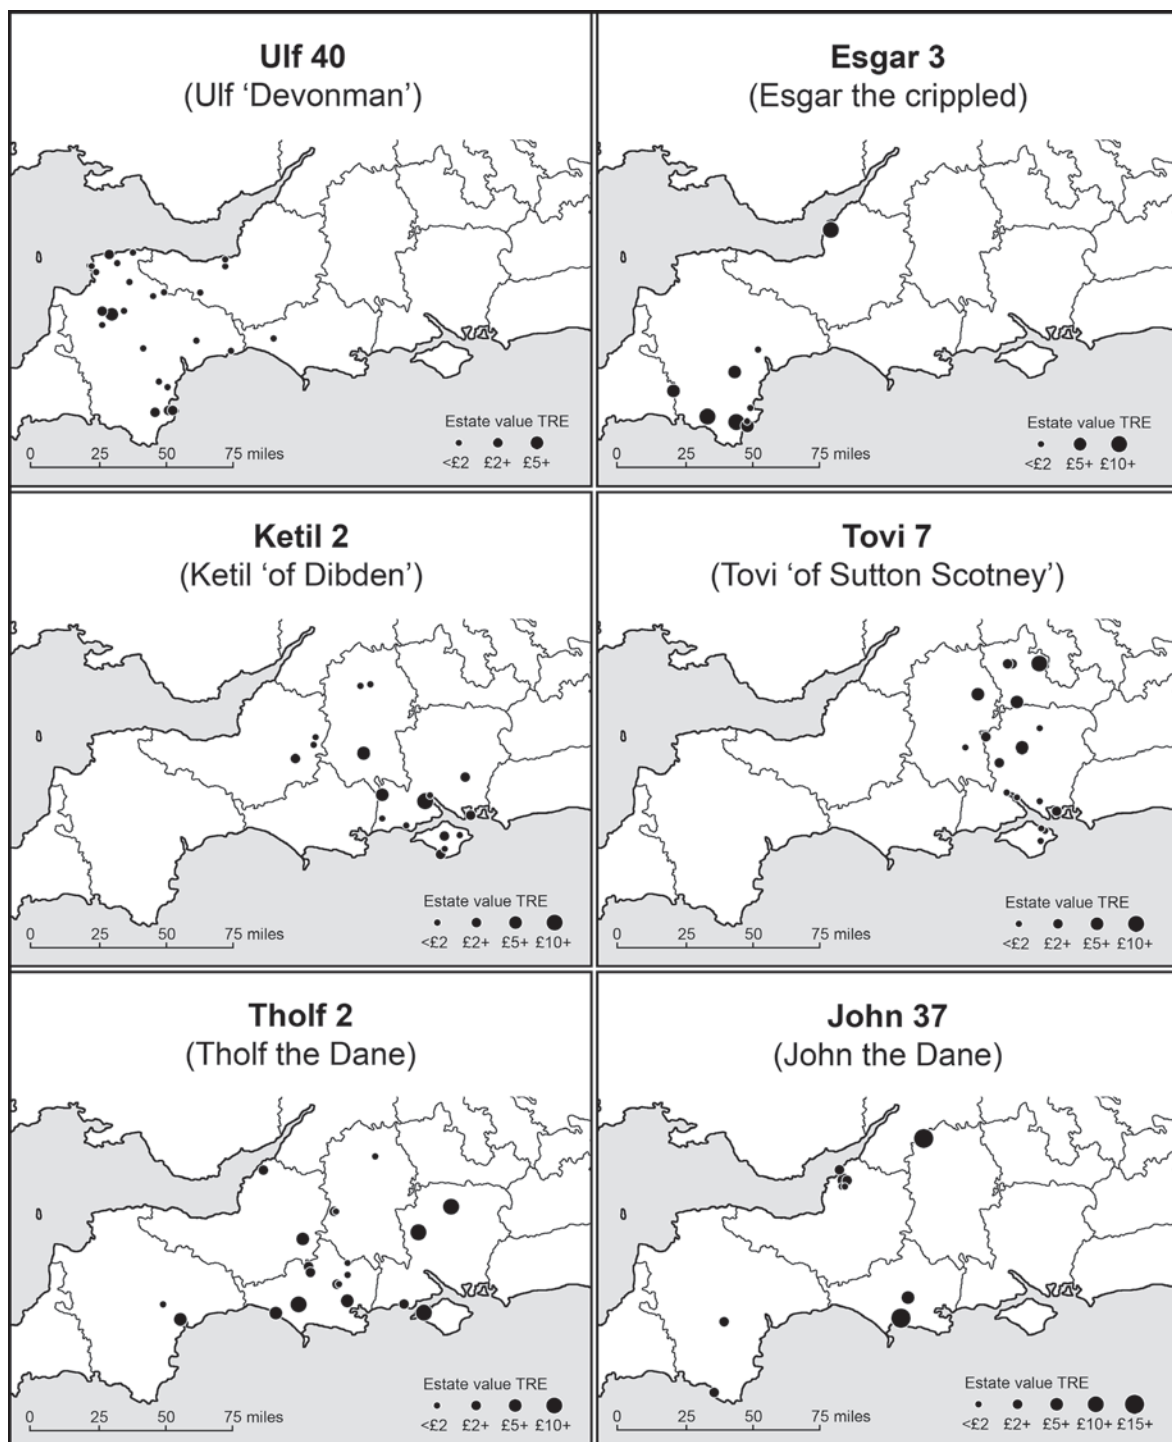 Ulf 40
(Ulf ‘Devonman’)
Estate value TRE
<£2 £2+ £5+
0 25 50 75 miles
Esgar 3
(Esgar the crippled)
Estate value TRE
<£2 £5+ £10+
0 25 50 75 miles
Ketil 2
(Ketil ‘of Dibden’)
Estate value TRE
<£2 £2+ £5+ £10+
0 25 50 75 miles
Tovi 7
(Tovi ‘of Sutton Scotney’)
Estate value TRE
<£2 £2+ £5+ £10+
0 25 50 75 miles
Tholf 2
(Tholf the Dane)
Estate value TRE
<£2 £2+ £5+ £10+
0 25 50 75 miles
John 37
(John the Dane)
Estate value TRE
<£2 £2+ £5+ £10+ £15+
0 25 50 75 miles